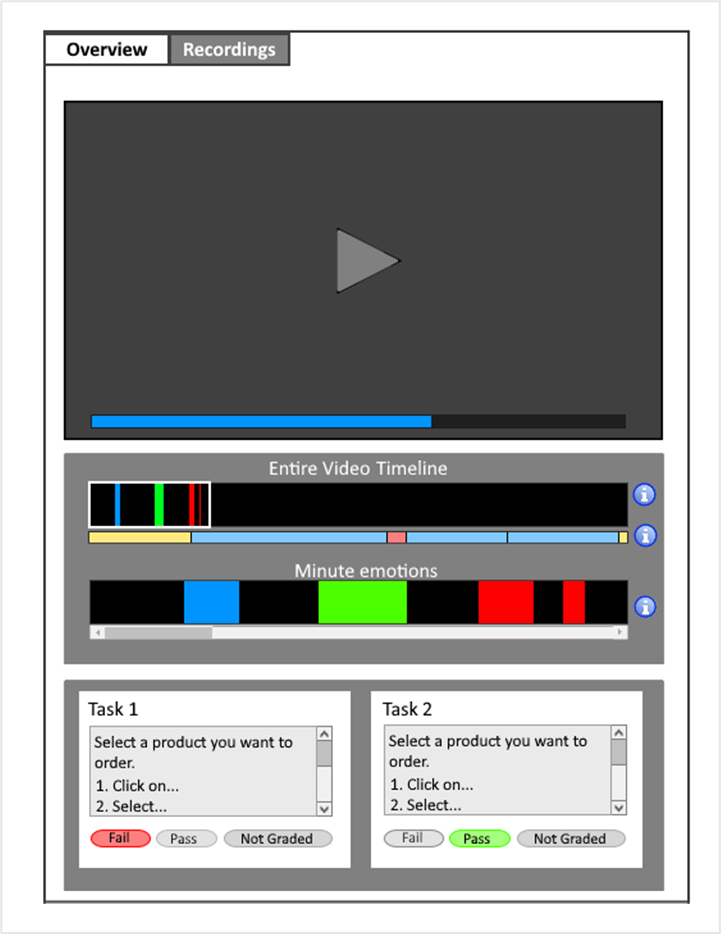 Overview
Recordings
Entire Video Timeline
i
i
Minute emotions
i
Task 1
Select a product you want to
order.
1. Click on...
2. Select...
Fail
Pass
Not Graded
Task 2
Select a product you want to
order.
1. Click on...
2. Select...
Fail
Pass
Not Graded